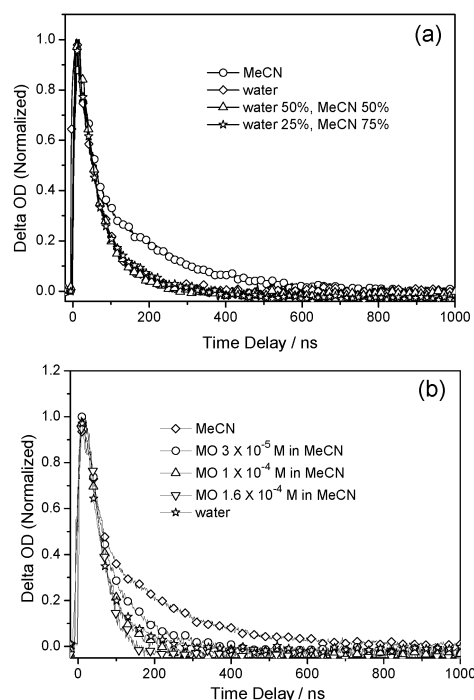 (a)
1.0
0.8
0.6
0.4
0.2
0.0
Delta OD (Normalized)
MeCN
water
water 50%, MeCN 50%
water 25%, MeCN 75%
0 200 400 600 800 1000
Time Delay / ns
(b)
1.2
1.0
0.8
0.6
0.4
0.2
0.0
Delta OD (Normalized)
MeCN
MO 3 X 10⁻⁵ M in MeCN
MO 1 X 10⁻⁴ M in MeCN
MO 1.6 X 10⁻⁴ M in MeCN
water
0 200 400 600 800 1000
Time Delay / ns